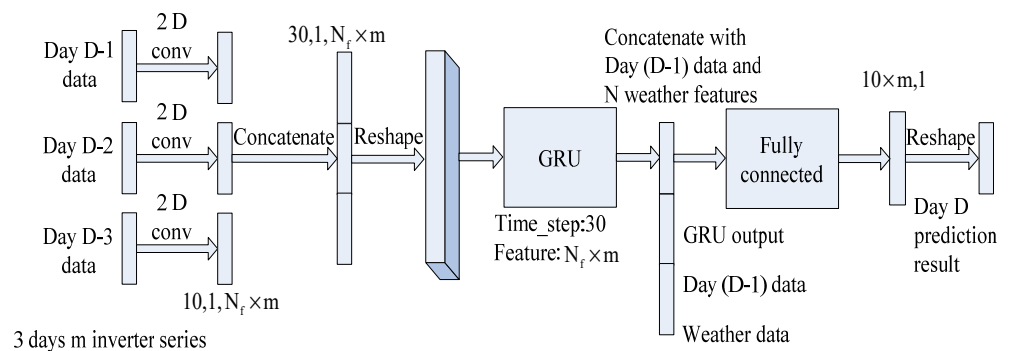 Day D-1
data
2 D
conv
Day D-2
data
2 D
conv
Day D-3
data
2 D
conv
10,1,N_f×m
3 days m inverter series
Concatenate
30,1,N_f×m
Reshape
GRU
Time_step:30
Feature:N_f×m
Concatenate with
Day (D-1) data and
N weather features
GRU output
Day (D-1) data
Weather data
Fully
connected
10×m,1
Reshape
Day D
prediction
result